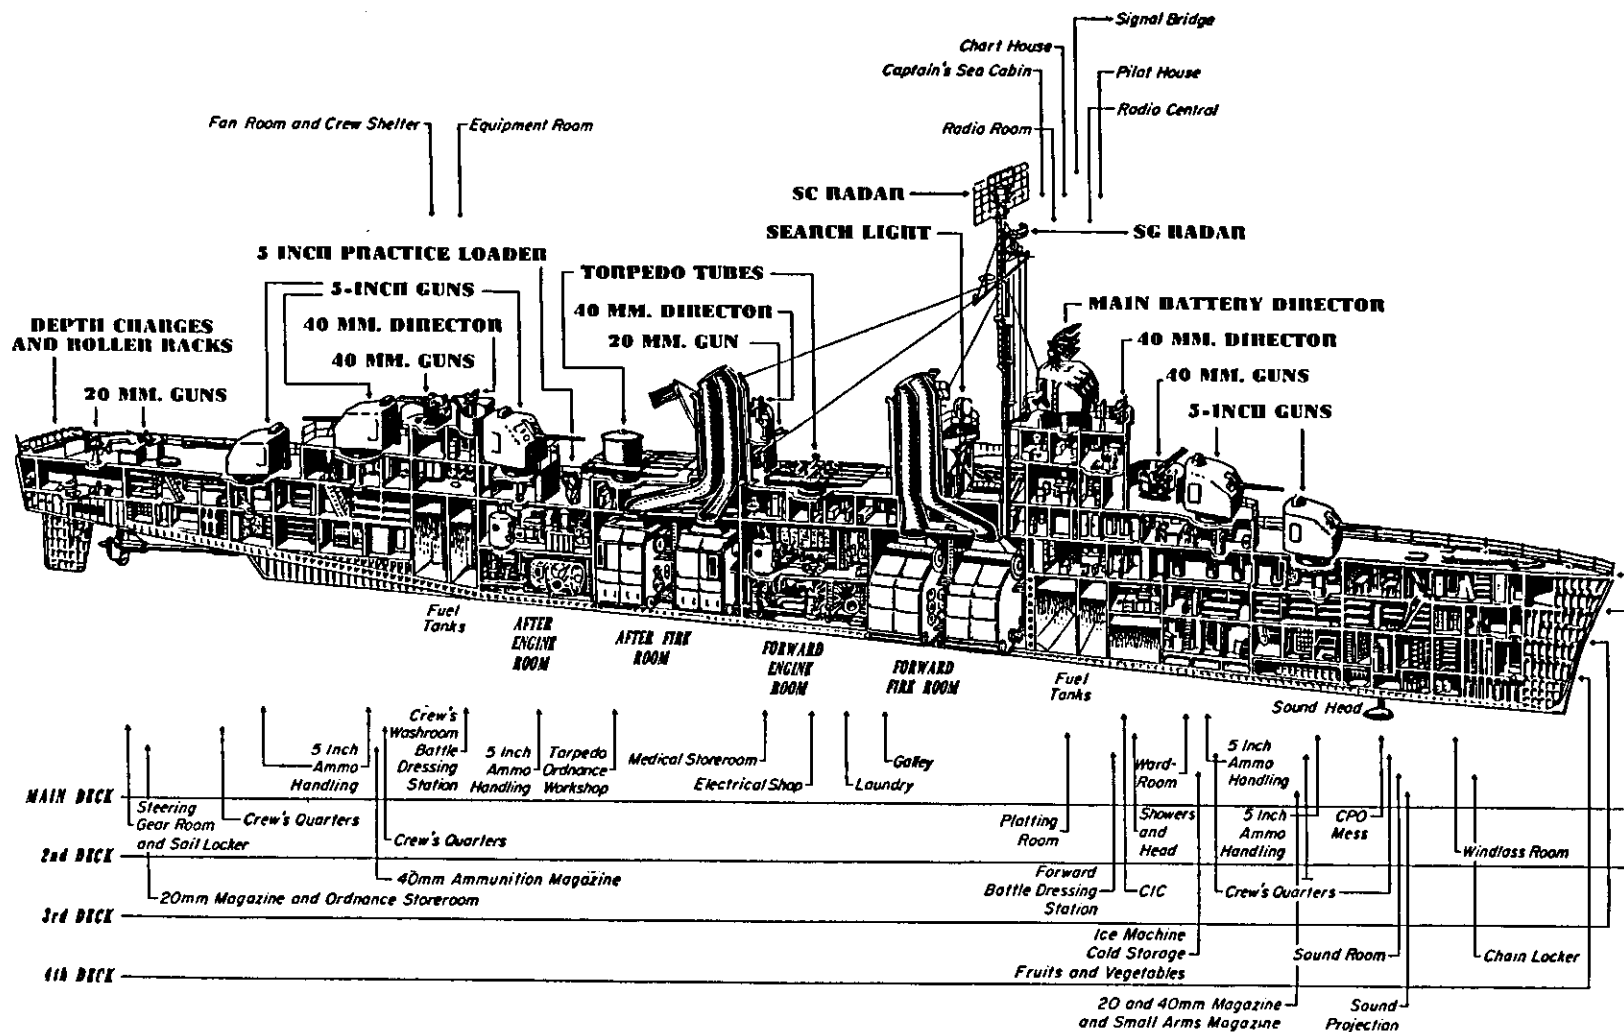 Signal Bridge
Chart House
Captain's Sea Cabin
Pilot House
Radio Central
Radio Room
Fan Room and Crew Shelter
Equipment Room
SC RADAR
SEARCH LIGHT
SG RADAR
5 INCH PRACTICE LOADER
TORPEDO TUBES
5-INCH GUNS
40 MM. DIRECTOR
40 MM. GUNS
40 MM. DIRECTOR
20 MM. GUN
MAIN BATTERY DIRECTOR
40 MM. DIRECTOR
40 MM. GUNS
5-INCH GUNS
DEPTH CHARGES
AND ROLLER RACKS
20 MM. GUNS
Fuel
Tanks
AFTER
ENGINE
ROOM
AFTER FIRE
ROOM
FORWARD
ENGINE
ROOM
FORWARD
FIRE ROOM
Fuel
Tanks
Sound Head
5 Inch
Ammo
Handling
Crew's
Washroom
Battle
Dressing
Station
5 Inch
Ammo
Handling
Torpedo
Ordnance
Workshop
Medical Storeroom
Electrical Shop
Laundry
Galley
Ward-
Room
5 Inch
Ammo
Handling
MAIN DECK
Steering
Gear Room
and Sail Locker
Crew's Quarters
Crew's Quarters
Plotting
Room
Showers
and
Head
5 Inch
Ammo
Handling
CPO
Mess
Windlass Room
2nd DECK
40mm Ammunition Magazine
20mm Magazine and Ordnance Storeroom
Forward
Battle Dressing
Station
CIC
Crew's Quarters
3rd DECK
Ice Machine
Cold Storage
Fruits and Vegetables
Sound Room
Chain Locker
4th DECK
20 and 40mm Magazine
and Small Arms Magazine
Sound
Projection